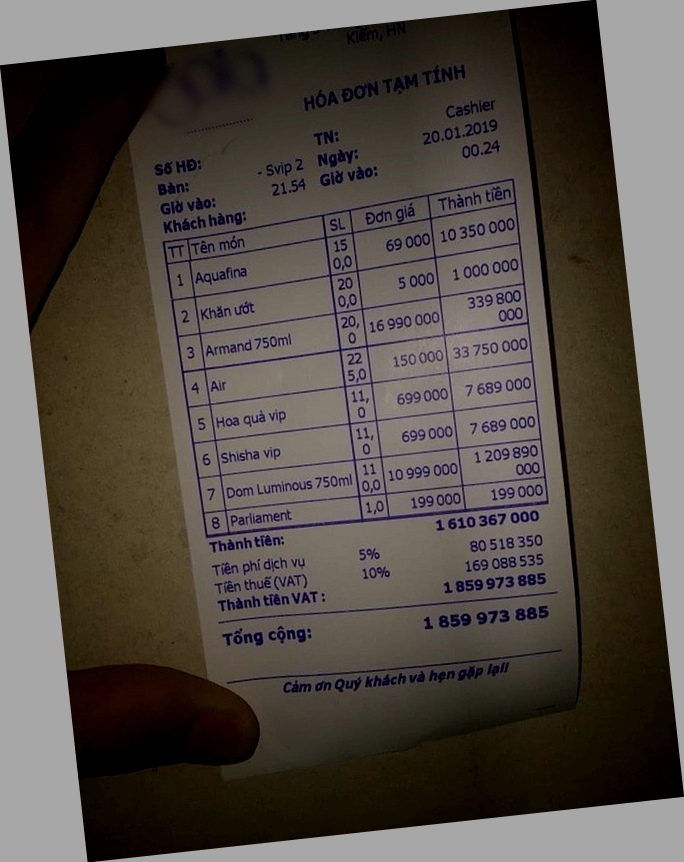 Kiếm, HN
HÓA ĐƠN TẠM TÍNH
Số HĐ: TN: Cashier
Bàn: - Svip 2 Ngày: 20.01.2019
Giờ vào: 21.54 Giờ vào: 00.24
Khách hàng:
TT Tên món SL Đơn giá Thành tiền
1 Aquafina 150,0 69 000 10 350 000
2 Khăn ướt 200,0 5 000 1 000 000
3 Armand 750ml 20,0 16 990 000 339 800 000
4 Air 225,0 150 000 33 750 000
5 Hoa quả vip 11,0 699 000 7 689 000
6 Shisha vip 11,0 699 000 7 689 000
7 Dom Luminous 750ml 110,0 10 999 000 1 209 890 000
8 Parliament 1,0 199 000 199 000
Thành tiền: 1 610 367 000
Tiền phí dịch vụ 5% 80 518 350
Tiền thuế (VAT) 10% 169 088 535
Thành tiền VAT : 1 859 973 885
Tổng cộng: 1 859 973 885
Cảm ơn Quý khách và hẹn gặp lại!